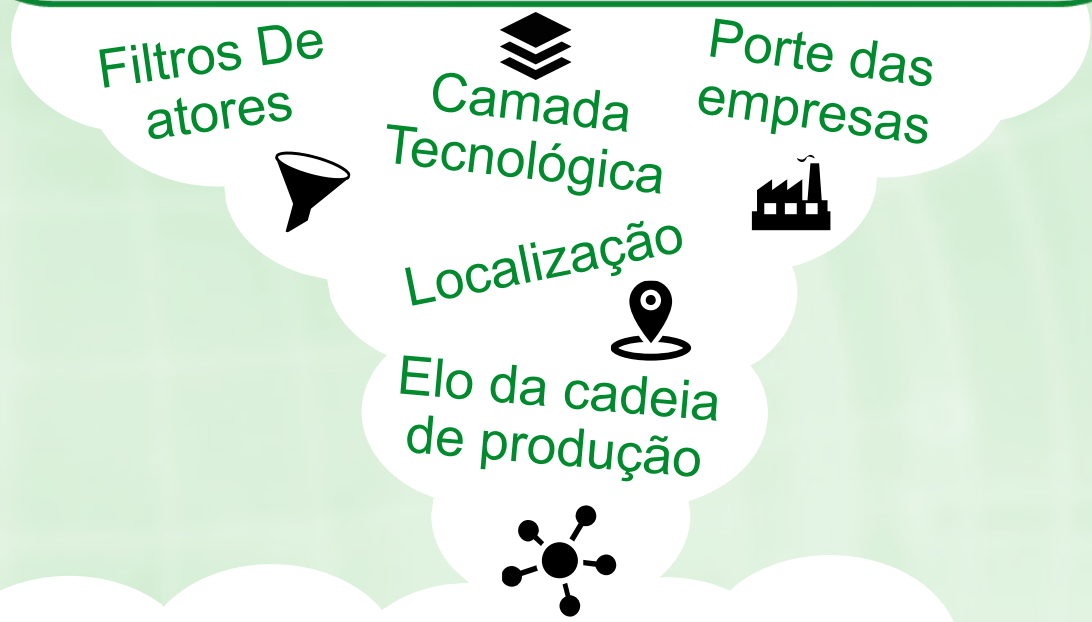 Filtros De
atores
Camada
Tecnológica
Porte das
empresas
Localização
Elo da cadeia
de produção